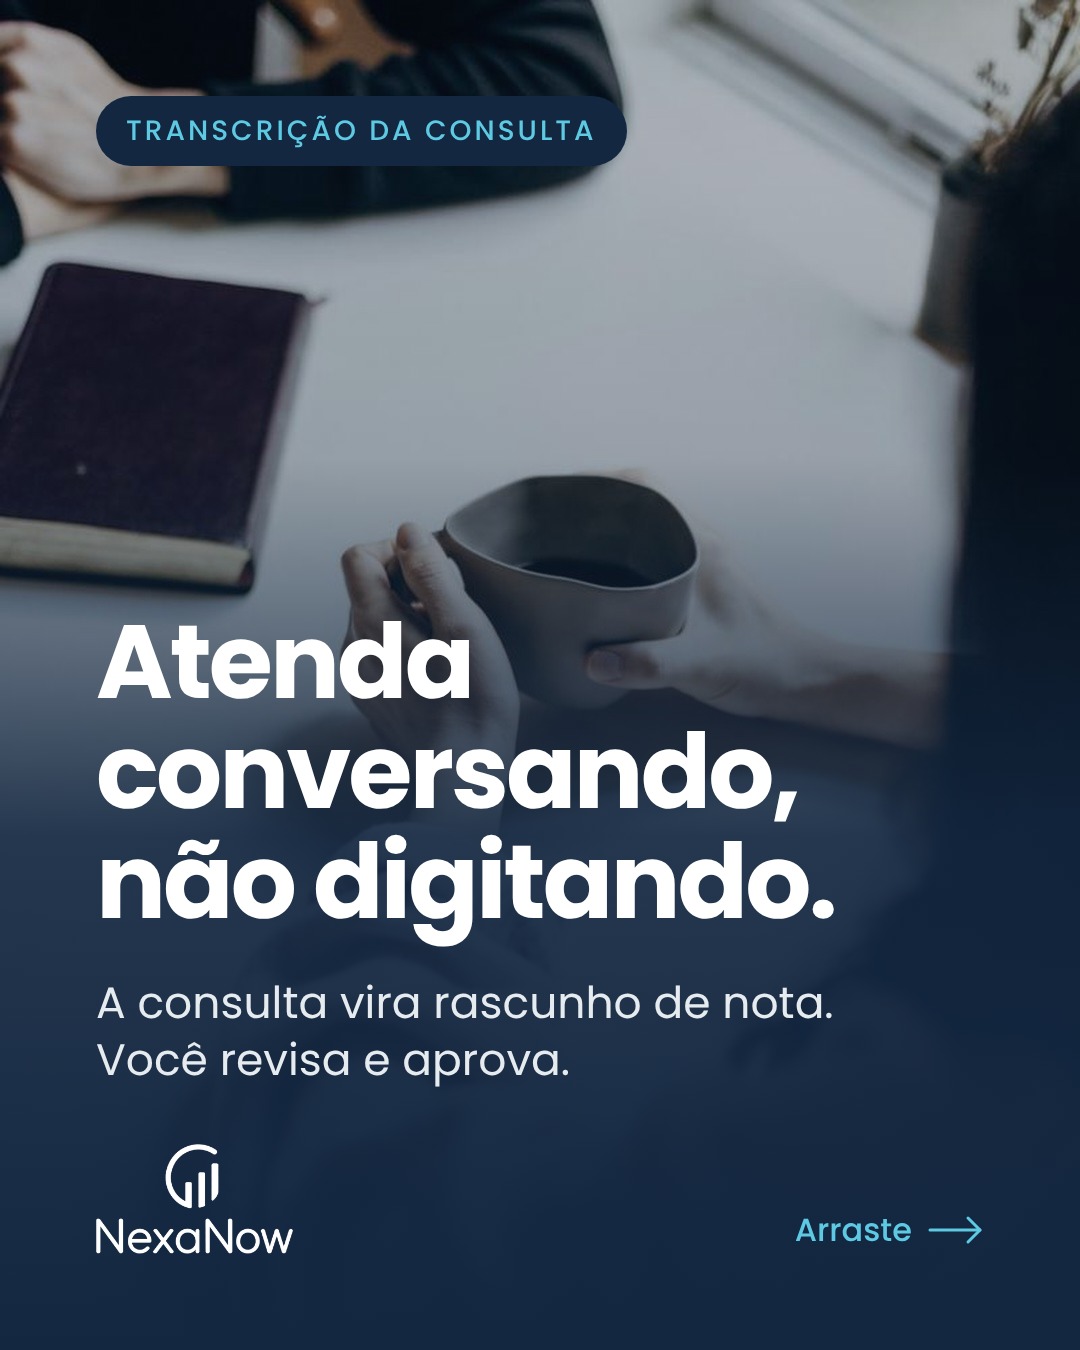 TRANSCRIÇÃO DA CONSULTA
Atenda
conversando,
não digitando.
A consulta vira rascunho de nota.
Você revisa e aprova.
NexaNow
Arraste